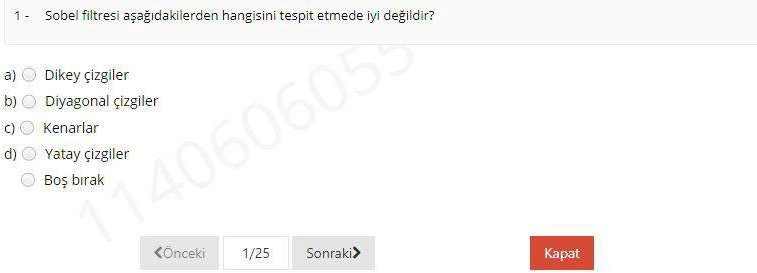 1 - Sobel filtresi aşağıdakilerden hangisini tespit etmede iyi değildir?
a) Dikey çizgiler
b) Diyagonal çizgiler
c) Kenarlar
d) Yatay çizgiler
Boş bırak
1140606055
Önceki 1/25 Sonraki Kapat